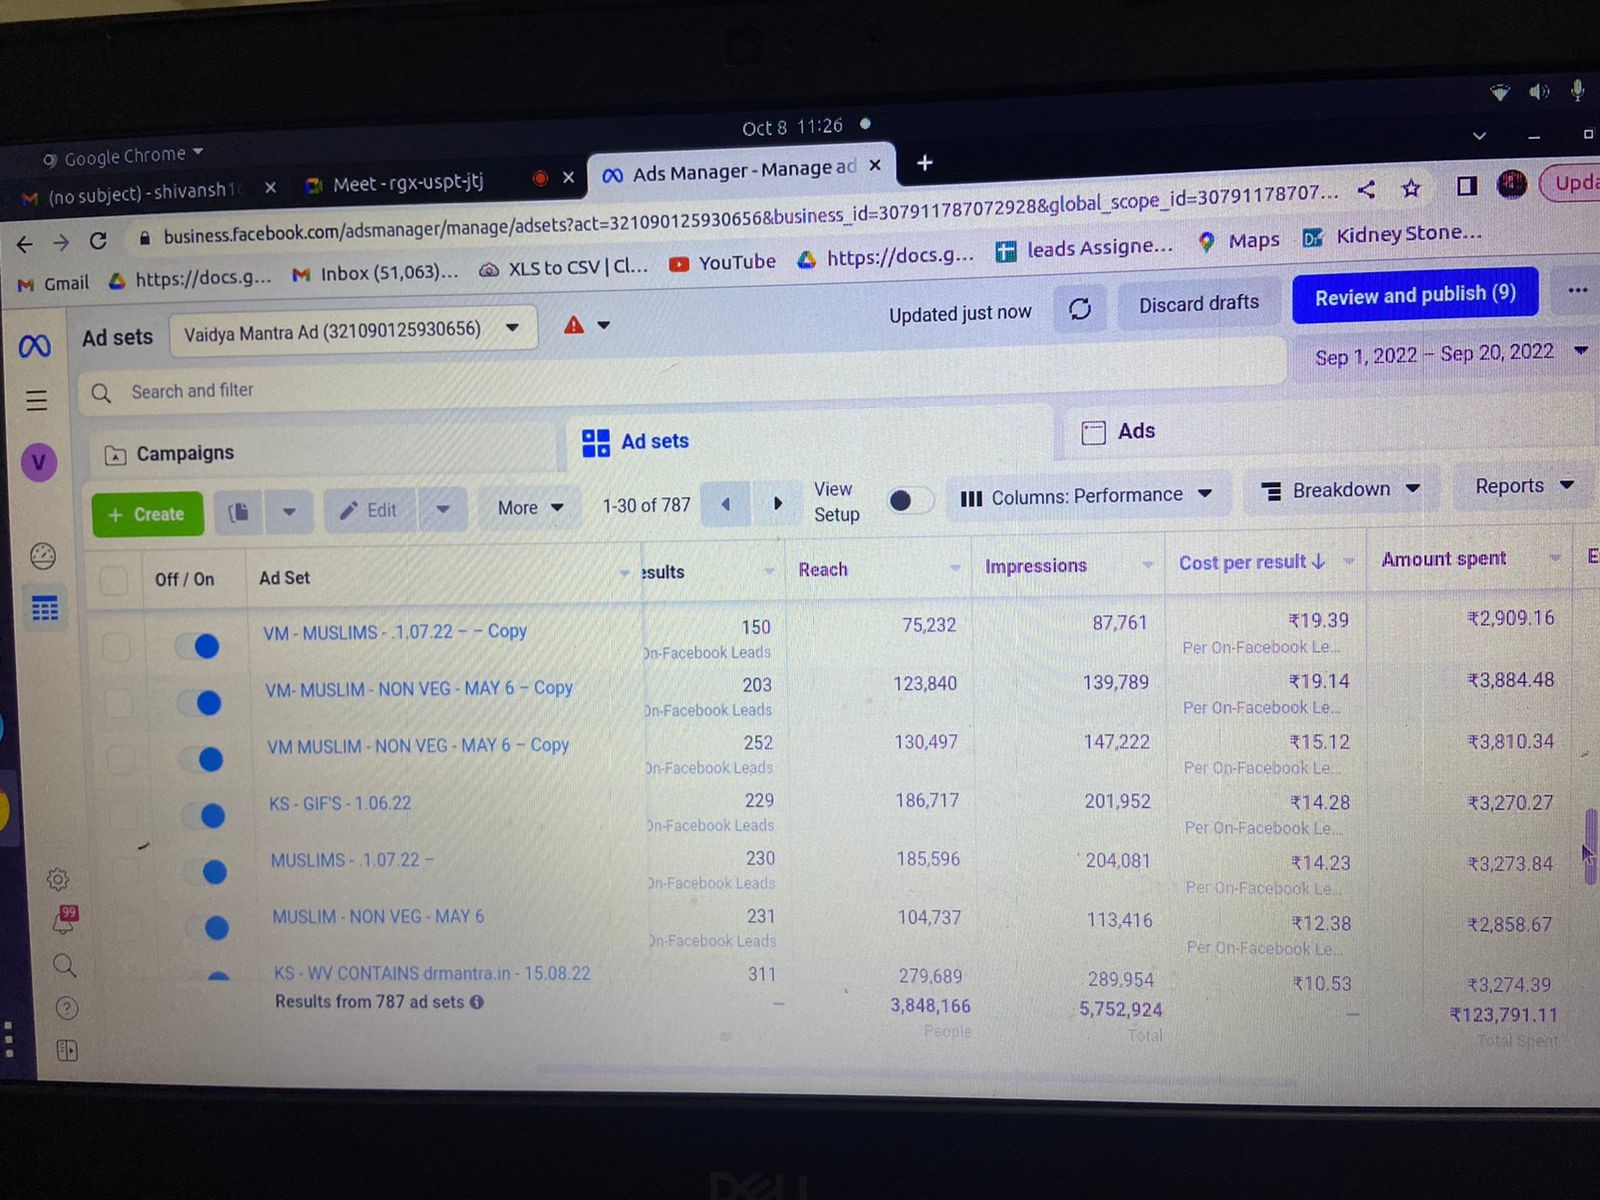 Oct 8 11:26
Google Chrome
(no subject) - shivansh1
Meet - rgx-uspt-jtj
Ads Manager - Manage ad
business.facebook.com/adsmanager/manage/adsets?act=321090125930656&business_id=307911787072928&global_scope_id=30791178707...
Upda
Gmail
https://docs.g...
Inbox (51,063)...
XLS to CSV | Cl...
YouTube
https://docs.g...
leads Assigne...
Maps
Kidney Stone...
Ad sets
Vaidya Mantra Ad (321090125930656)
Updated just now
Discard drafts
Review and publish (9)
Search and filter
Sep 1, 2022 – Sep 20, 2022
V
Campaigns
Ad sets
Ads
+ Create
Edit
More
1-30 of 787
View
Setup
Columns: Performance
Breakdown
Reports
Off / On
Ad Set
esults
Reach
Impressions
Cost per result ↓
Amount spent
E
VM - MUSLIMS - .1.07.22 – – Copy
150
75,232
87,761
₹19.39
₹2,909.16
On-Facebook Leads
Per On-Facebook Le...
VM- MUSLIM - NON VEG - MAY 6 – Copy
203
123,840
139,789
₹19.14
₹3,884.48
On-Facebook Leads
Per On-Facebook Le...
VM MUSLIM - NON VEG - MAY 6 – Copy
252
130,497
147,222
₹15.12
₹3,810.34
On-Facebook Leads
Per On-Facebook Le...
KS - GIF'S - 1.06.22
229
186,717
201,952
₹14.28
₹3,270.27
On-Facebook Leads
Per On-Facebook Le...
MUSLIMS - .1.07.22 –
230
185,596
204,081
₹14.23
₹3,273.84
On-Facebook Leads
Per On-Facebook Le...
MUSLIM - NON VEG - MAY 6
231
104,737
113,416
₹12.38
₹2,858.67
On-Facebook Leads
Per On-Facebook Le...
KS - WV CONTAINS drmantra.in - 15.08.22
311
279,689
289,954
₹10.53
₹3,274.39
Results from 787 ad sets
—
3,848,166
5,752,924
—
₹123,791.11
People
Total
Total Spent
99
DELL